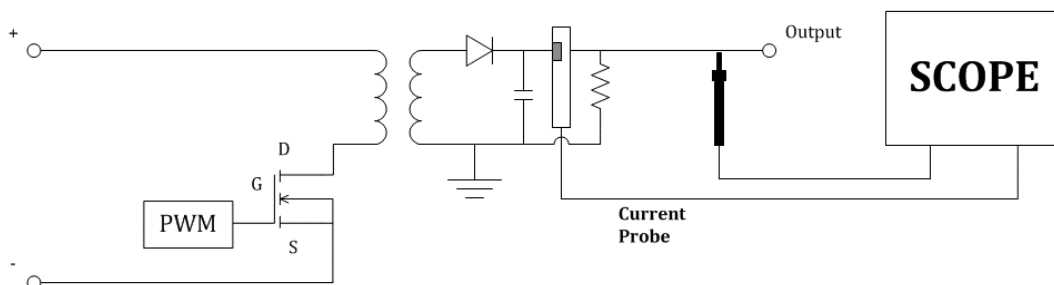 +
Output
SCOPE
D
G
PWM
S
Current
Probe
-